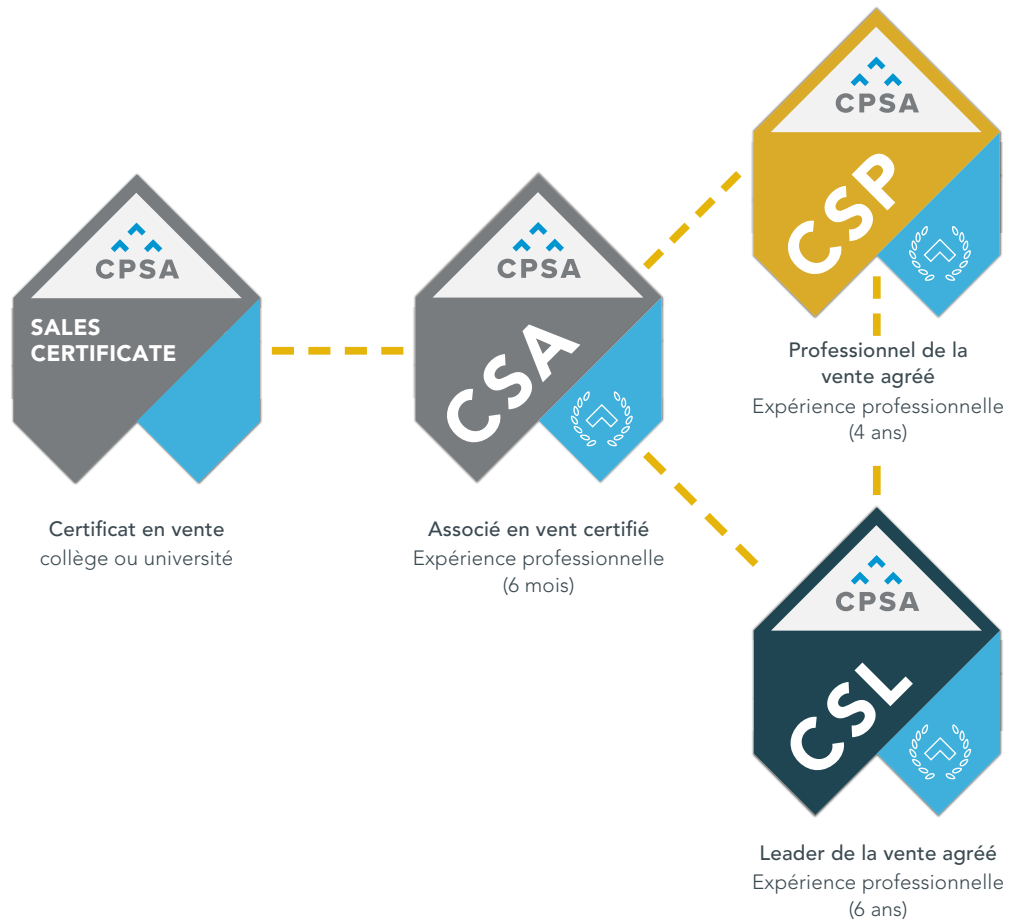 CPSA
SALES
CERTIFICATE
Certificat en vente
collège ou université
CPSA
CSA
Associé en vent certifié
Expérience professionnelle
(6 mois)
CPSA
CSP
Professionnel de la
vente agréé
Expérience professionnelle
(4 ans)
CPSA
CSL
Leader de la vente agréé
Expérience professionnelle
(6 ans)